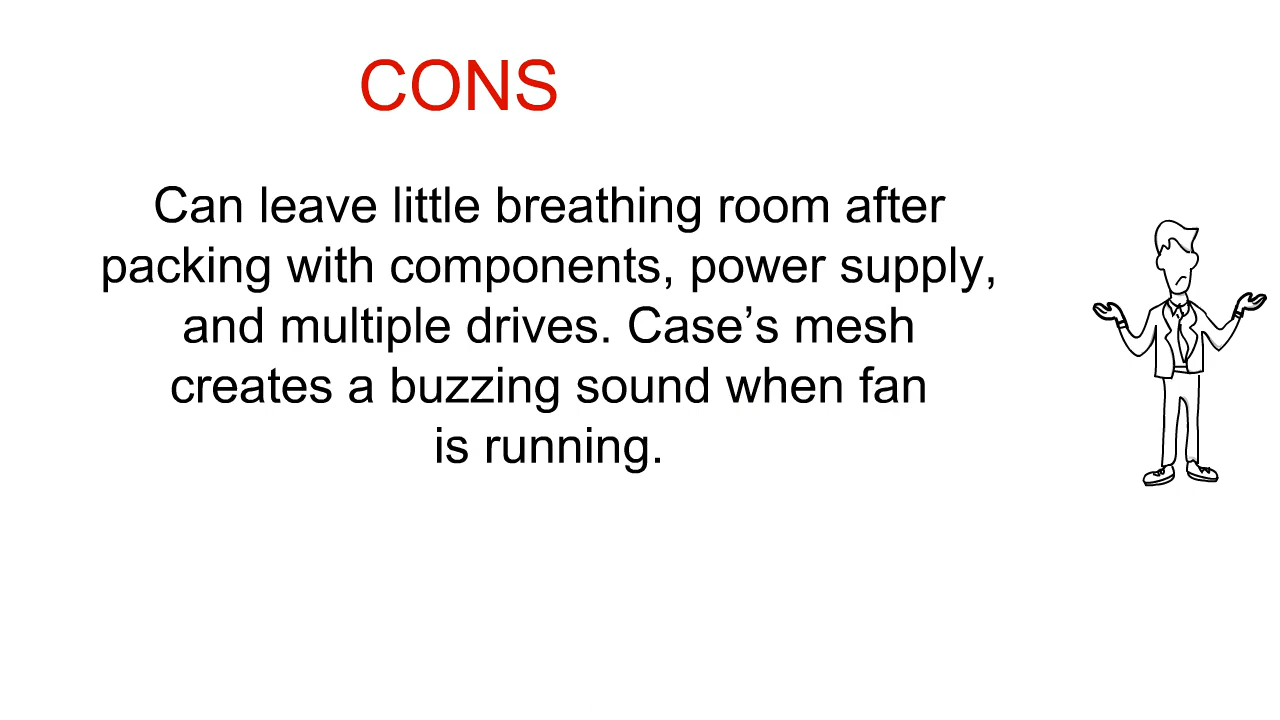 CONS
Can leave little breathing room after
packing with components, power supply,
and multiple drives. Case’s mesh
creates a buzzing sound when fan
is running.